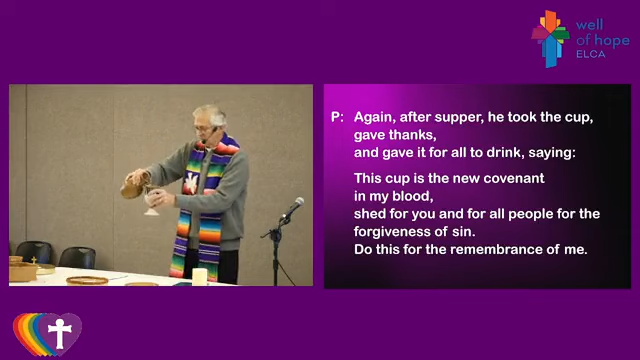 well
of hope
ELCA
P: Again, after supper, he took the cup,
gave thanks,
and gave it for all to drink, saying:
This cup is the new covenant
in my blood,
shed for you and for all people for the
forgiveness of sin.
Do this for the remembrance of me.